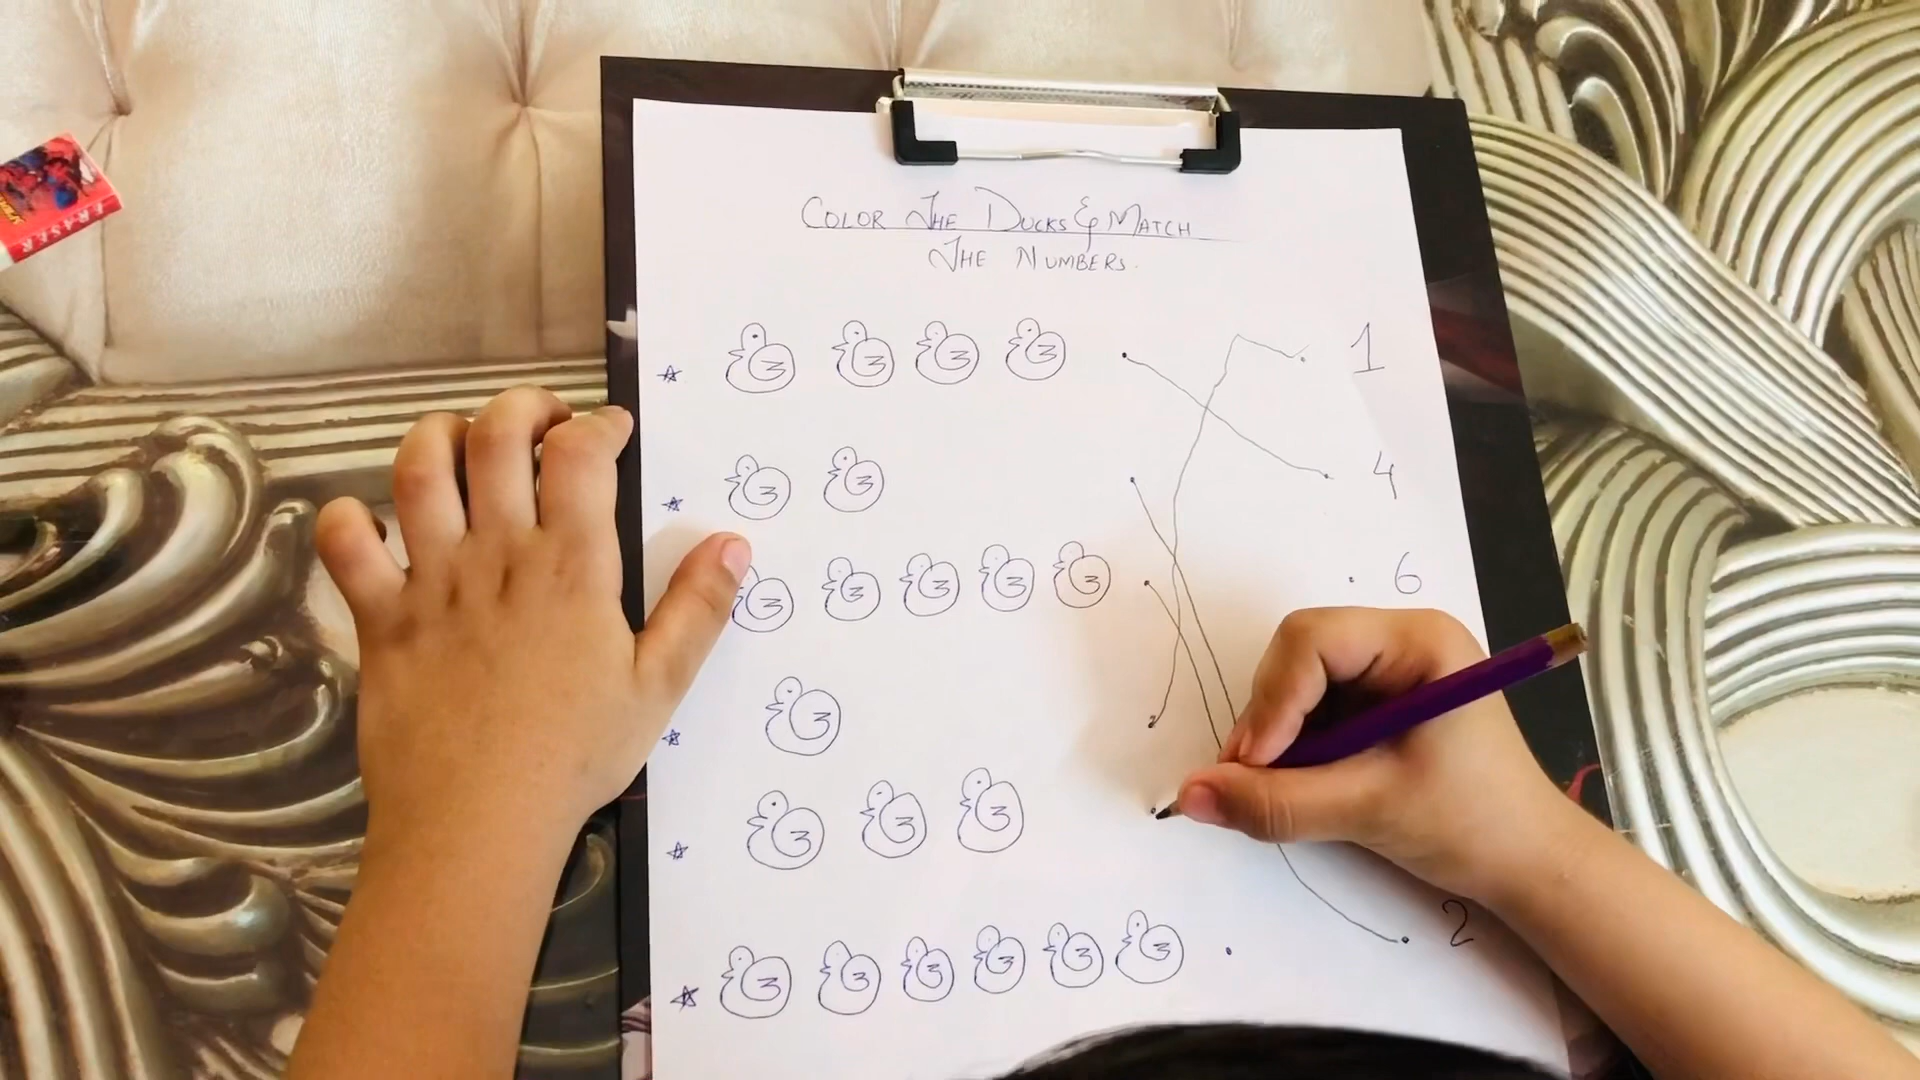 COLOR THE DUCKS & MATCH
THE NUMBERS.
1
4
6
2
ERASER